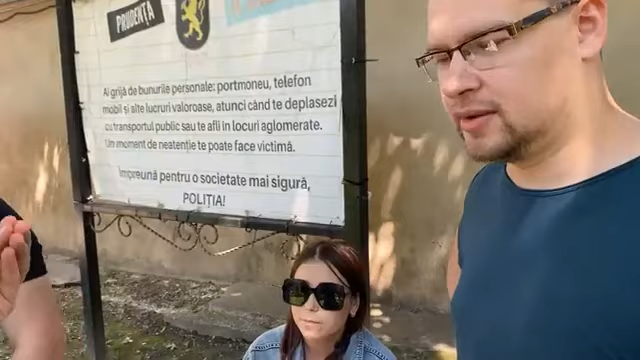 PRUDENȚA
Ai grijă de bunurile personale: portmoneu, telefon
mobil și alte lucruri valoroase, atunci când te deplasezi
cu transportul public sau te afli în locuri aglomerate.
Un moment de neatenție te poate face victimă.
Împreună pentru o societate mai sigură,
POLIȚIA!